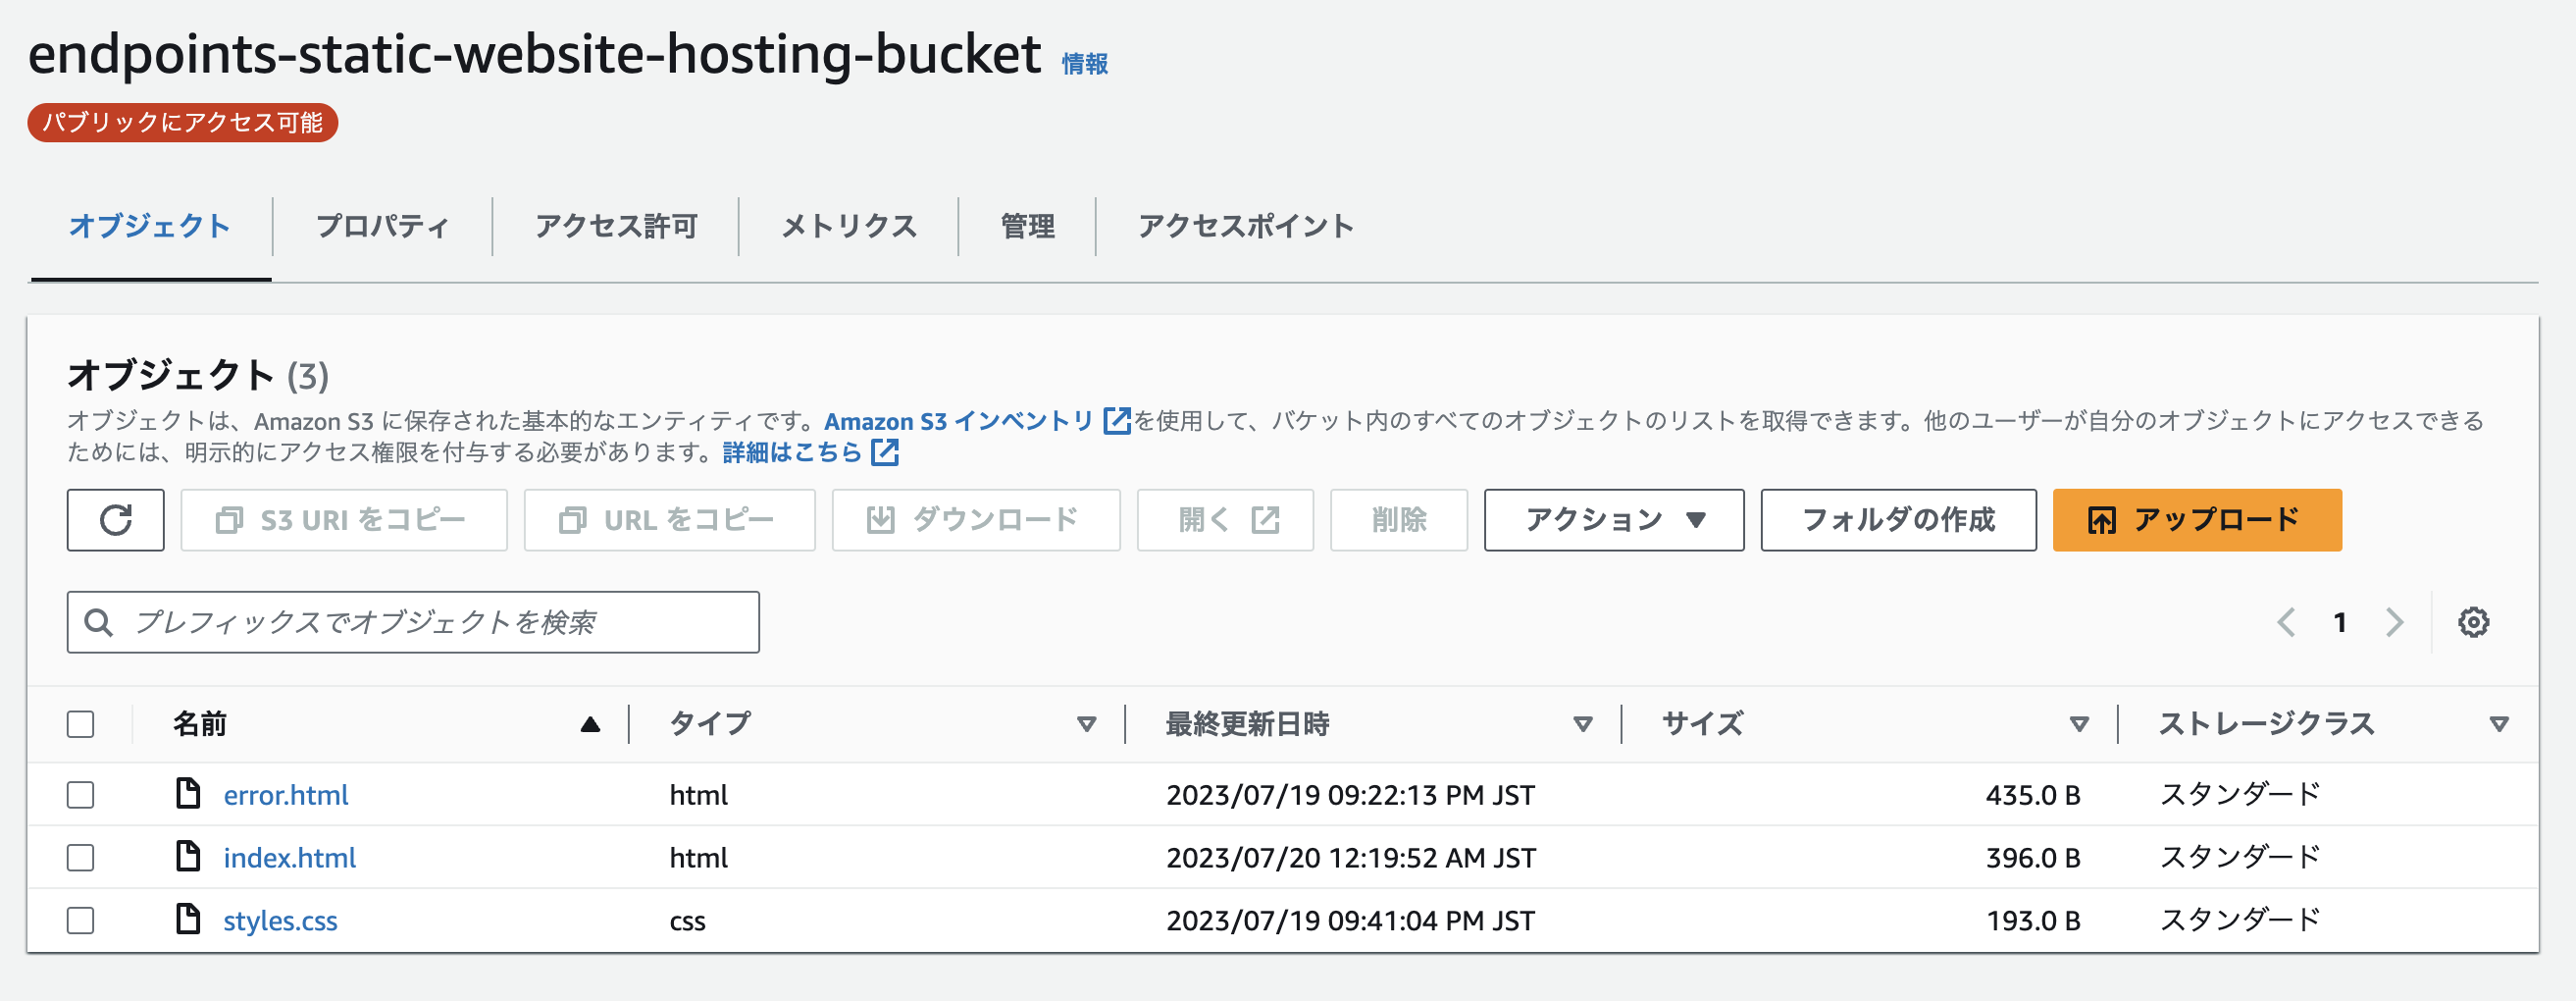 endpoints-static-website-hosting-bucket 情報
パブリックにアクセス可能
オブジェクト プロパティ アクセス許可 メトリクス 管理 アクセスポイント
オブジェクト (3)
オブジェクトは、Amazon S3 に保存された基本的なエンティティです。Amazon S3 インベントリ を使用して、バケット内のすべてのオブジェクトのリストを取得できます。他のユーザーが自分のオブジェクトにアクセスできる
ためには、明示的にアクセス権限を付与する必要があります。詳細はこちら
S3 URI をコピー URL をコピー ダウンロード 開く 削除 アクション フォルダの作成 アップロード
プレフィックスでオブジェクトを検索 1
名前 タイプ 最終更新日時 サイズ ストレージクラス
error.html html 2023/07/19 09:22:13 PM JST 435.0 B スタンダード
index.html html 2023/07/20 12:19:52 AM JST 396.0 B スタンダード
styles.css css 2023/07/19 09:41:04 PM JST 193.0 B スタンダード